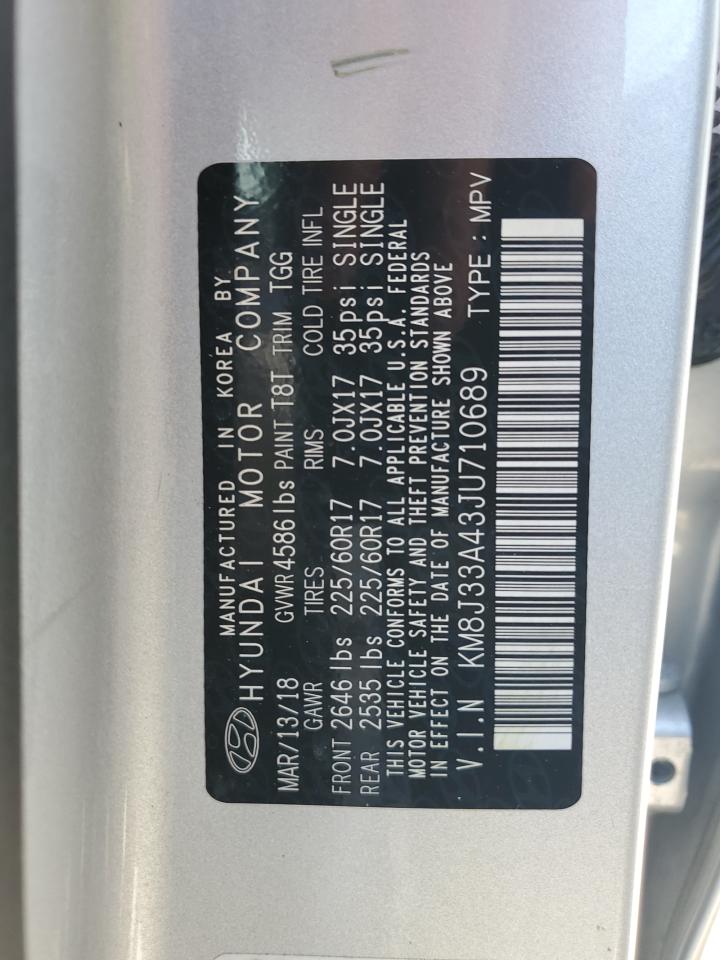 MANUFACTURED IN KOREA BY
HYUNDAI MOTOR COMPANY
MAR/13/18 GVWR 4586 lbs PAINT T8T TRIM TGG
GAWR TIRES RIMS COLD TIRE INFL
FRONT 2646 lbs 225/60R17 7.0JX17 35psi SINGLE
REAR 2535 lbs 225/60R17 7.0JX17 35psi SINGLE
THIS VEHICLE CONFORMS TO ALL APPLICABLE U.S.A. FEDERAL
MOTOR VEHICLE SAFETY AND THEFT PREVENTION STANDARDS
IN EFFECT ON THE DATE OF MANUFACTURE SHOWN ABOVE
V.I.N KM8J33A43JU710689 TYPE : MPV